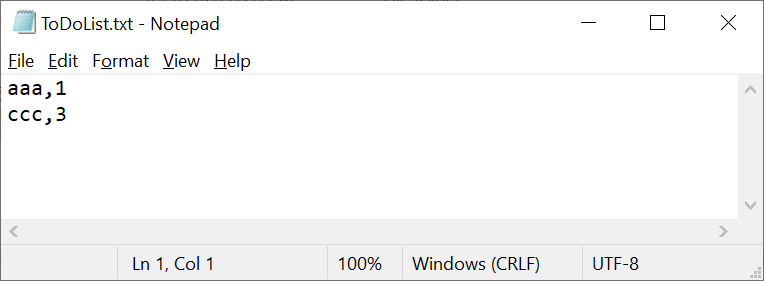 ToDoList.txt - Notepad
File Edit Format View Help
aaa,1
ccc,3
Ln 1, Col 1 100% Windows (CRLF) UTF-8